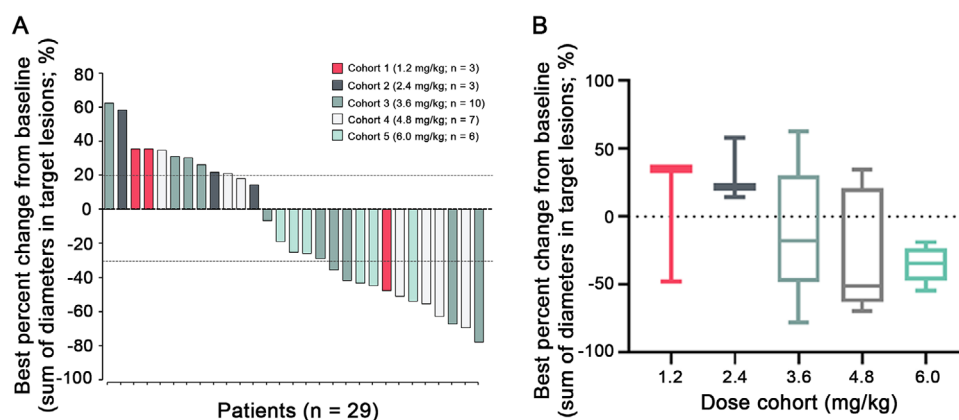 A
Best percent change from baseline
(sum of diameters in target lesions; %)
80
60
40
20
0
-20
-40
-60
-80
-100
Cohort 1 (1.2 mg/kg; n = 3)
Cohort 2 (2.4 mg/kg; n = 3)
Cohort 3 (3.6 mg/kg; n = 10)
Cohort 4 (4.8 mg/kg; n = 7)
Cohort 5 (6.0 mg/kg; n = 6)
Patients (n = 29)
B
Best percent change from baseline
(sum of diameters in target lesions; %)
100
50
0
-50
-100
1.2 2.4 3.6 4.8 6.0
Dose cohort (mg/kg)